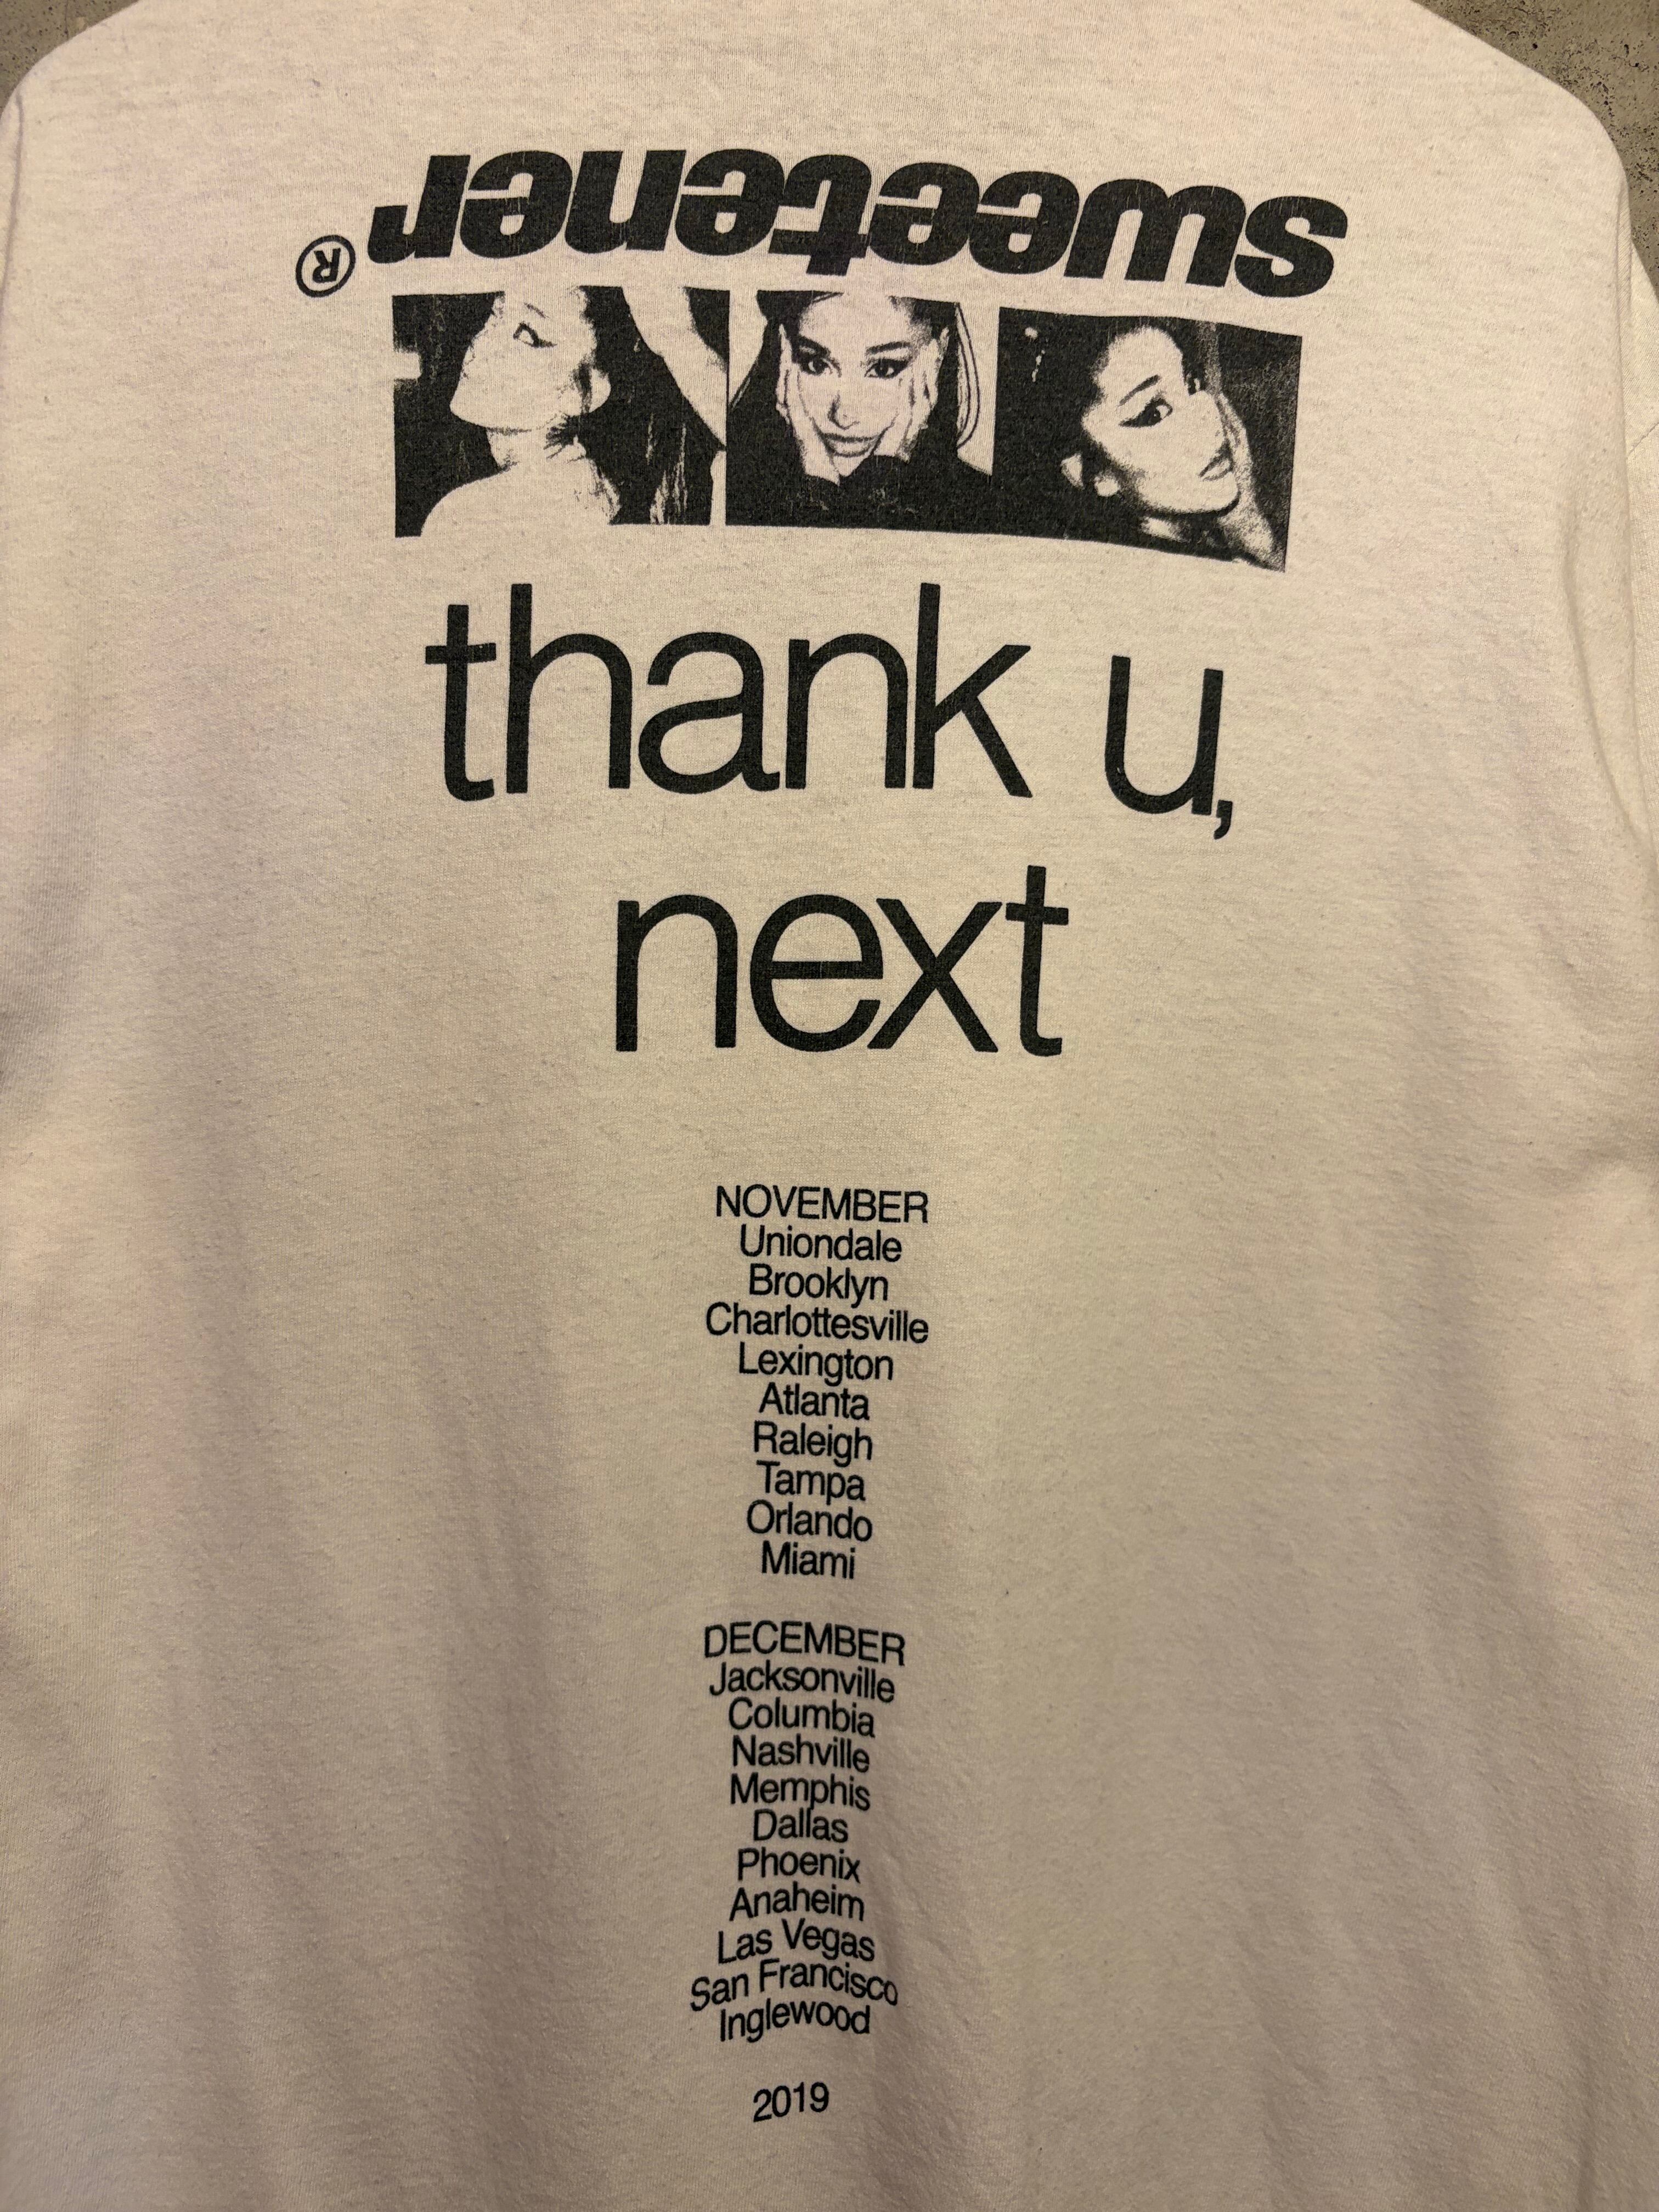 sweetener®
thank u,
next
NOVEMBER
Uniondale
Brooklyn
Charlottesville
Lexington
Atlanta
Raleigh
Tampa
Orlando
Miami
DECEMBER
Jacksonville
Columbia
Nashville
Memphis
Dallas
Phoenix
Anaheim
Las Vegas
San Francisco
Inglewood
2019